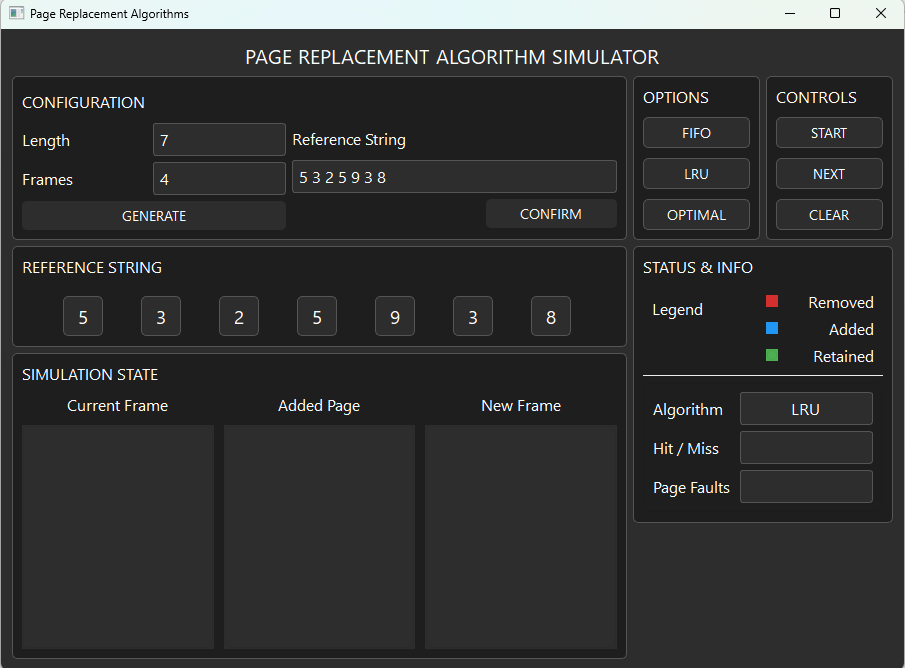 Page Replacement Algorithms
PAGE REPLACEMENT ALGORITHM SIMULATOR
CONFIGURATION
Length 7 Reference String
Frames 4 5 3 2 5 9 3 8
GENERATE CONFIRM
OPTIONS
FIFO
LRU
OPTIMAL
CONTROLS
START
NEXT
CLEAR
REFERENCE STRING
5 3 2 5 9 3 8
SIMULATION STATE
Current Frame Added Page New Frame
STATUS & INFO
Legend Removed
Added
Retained
Algorithm LRU
Hit / Miss
Page Faults